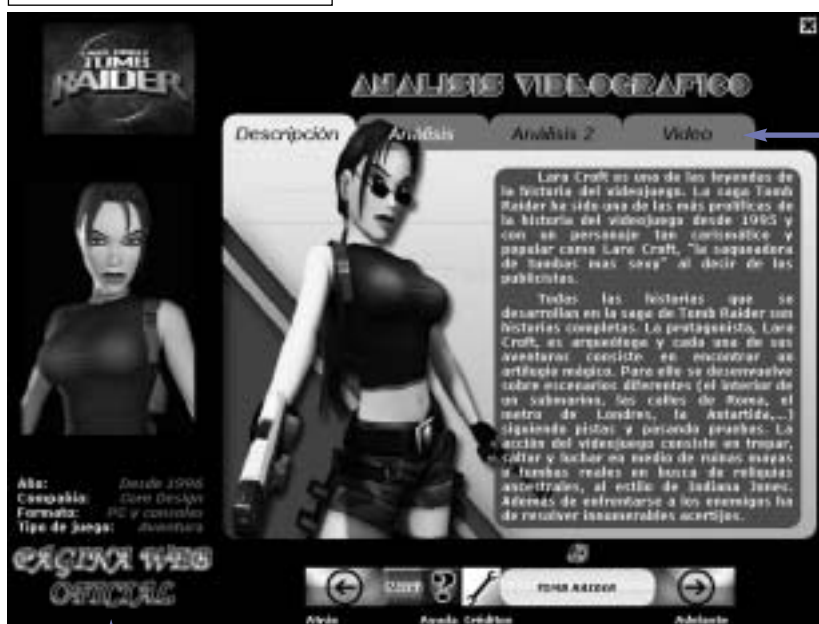 TOMB
RAIDER
ANALISIS VIDEOGRAFICO
Descripción Análisis Análisis 2 Video
Lara Croft es una de las leyendas de
la historia del videojuego. La saga Tomb
Raider ha sido una de las más prolíficas de
la historia del videojuego desde 1995 y
con un personaje tan carismático y
popular como Lara Croft, "la saqueadora
de tumbas mas sexy" al decir de los
publicistas.
Todas las historias que se
desarrollan en la saga de Tomb Raider son
historias completas. La protagonista, Lara
Croft, es arqueóloga y cada una de sus
aventuras consiste en encontrar un
artilugio mágico. Para ello se desenvuelve
sobre escenarios diferentes (el interior de
un submarino, las calles de Roma, el
metro de Londres, la Antartida,...)
siguiendo pistas y pasando pruebas. La
acción del videojuego consiste en trepar,
saltar y luchar en medio de ruinas mayas
o tumbas reales en busca de reliquias
ancestrales, al estilo de Indiana Jones.
Además de enfrentarse a los enemigos ha
de resolver innumerables acertijos.
Año: Desde 1996
Compañia: Core Design
Formato: PC y consolas
Tipo de juego: Aventura
PÁGINA WEB
OFICIAL
TOMB RAIDER
Atrás Ayuda Créditos Adelante